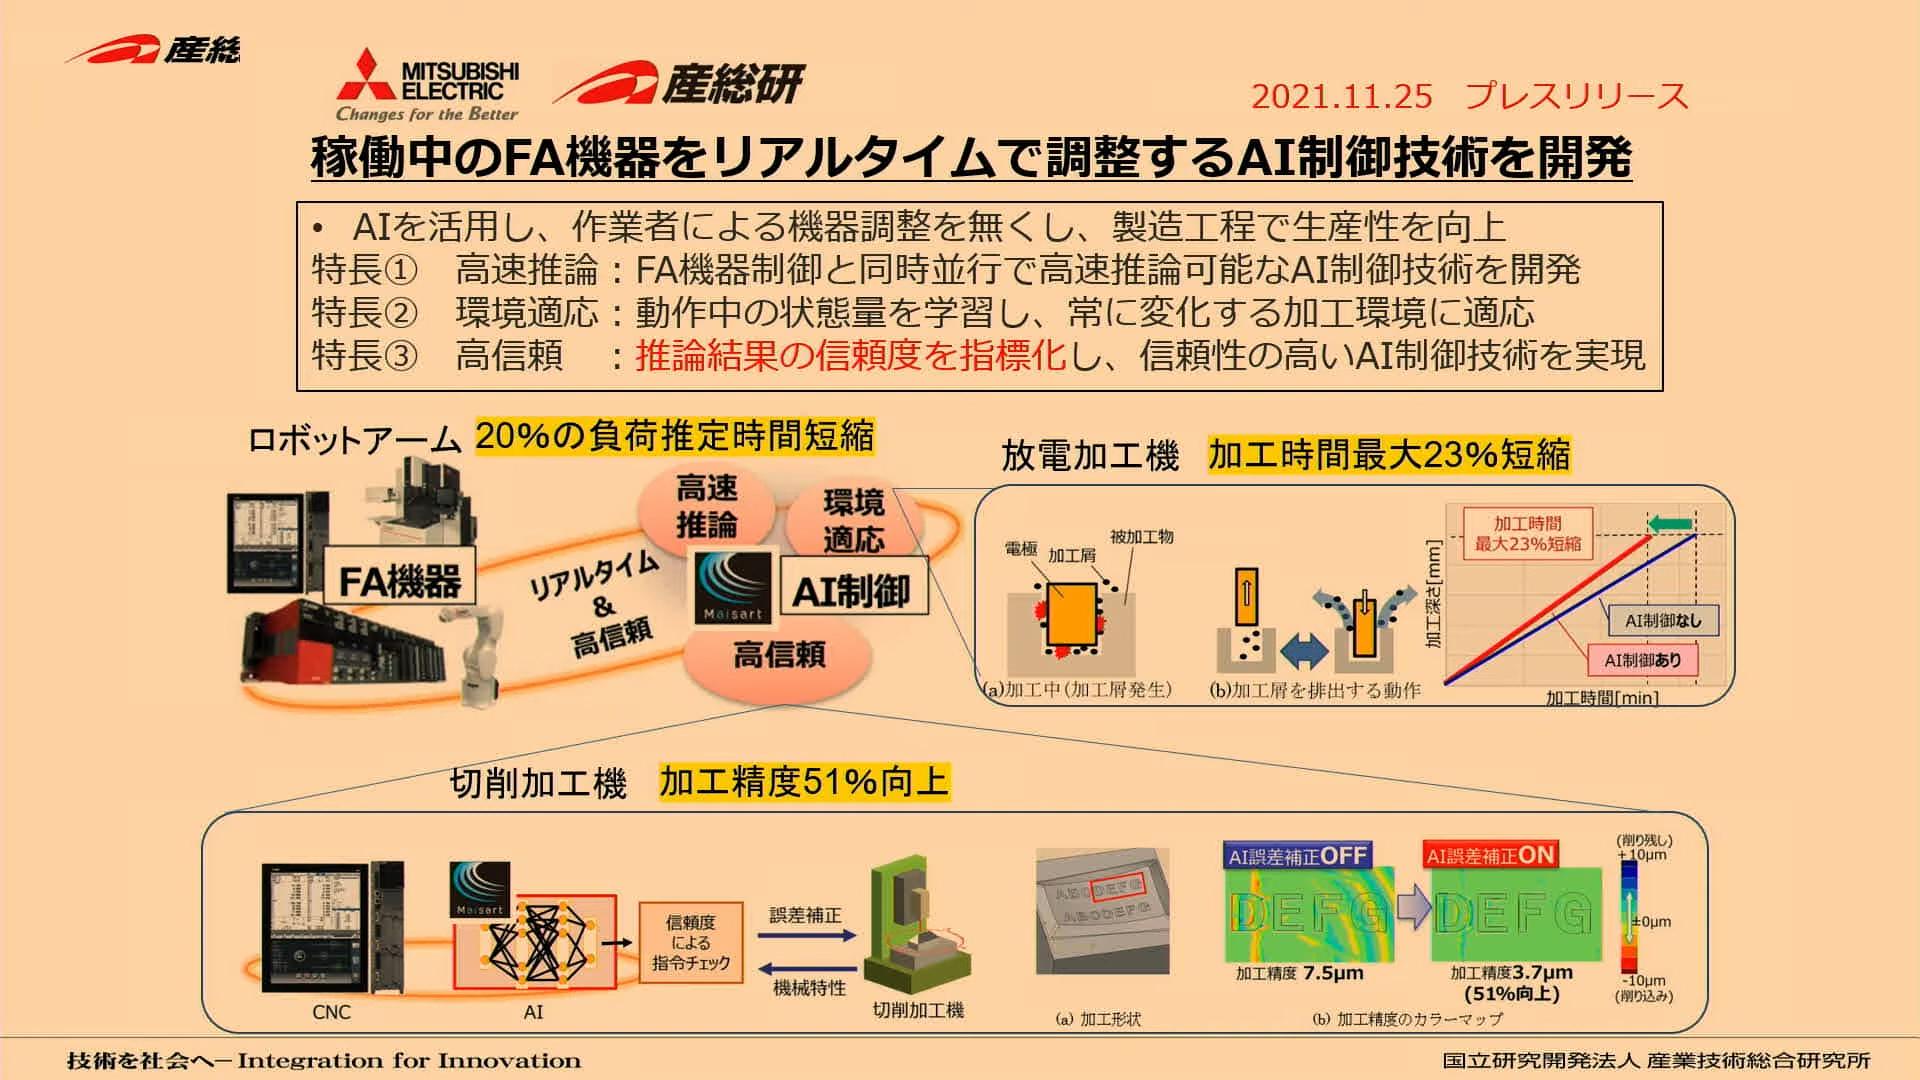 産総
MITSUBISHI
ELECTRIC
Changes for the Better
産総研
2021.11.25 プレスリリース
稼働中のFA機器をリアルタイムで調整するAI制御技術を開発
• AIを活用し、作業者による機器調整を無くし、製造工程で生産性を向上
特長① 高速推論:FA機器制御と同時並行で高速推論可能なAI制御技術を開発
特長② 環境適応:動作中の状態量を学習し、常に変化する加工環境に適応
特長③ 高信頼 :推論結果の信頼度を指標化し、信頼性の高いAI制御技術を実現
ロボットアーム 20%の負荷推定時間短縮
FA機器
リアルタイム
&
高信頼
高速
推論
環境
適応
Maisart
AI制御
高信頼
放電加工機 加工時間最大23%短縮
電極
加工屑
被加工物
(a)加工中(加工屑発生)
(b)加工屑を排出する動作
加工深さ[mm]
加工時間
最大23%短縮
AI制御なし
AI制御あり
加工時間[min]
切削加工機 加工精度51%向上
CNC
Maisart
AI
信頼度
による
指令チェック
誤差補正
機械特性
切削加工機
ABCDEFG
ABCDEFG
(a) 加工形状
AI誤差補正OFF
DEFG
加工精度 7.5μm
AI誤差補正ON
DEFG
加工精度3.7μm
(51%向上)
(b) 加工精度のカラーマップ
(削り残し)
+10μm
±0μm
-10μm
(削り込み)
技術を社会へ―Integration for Innovation
国立研究開発法人 産業技術総合研究所